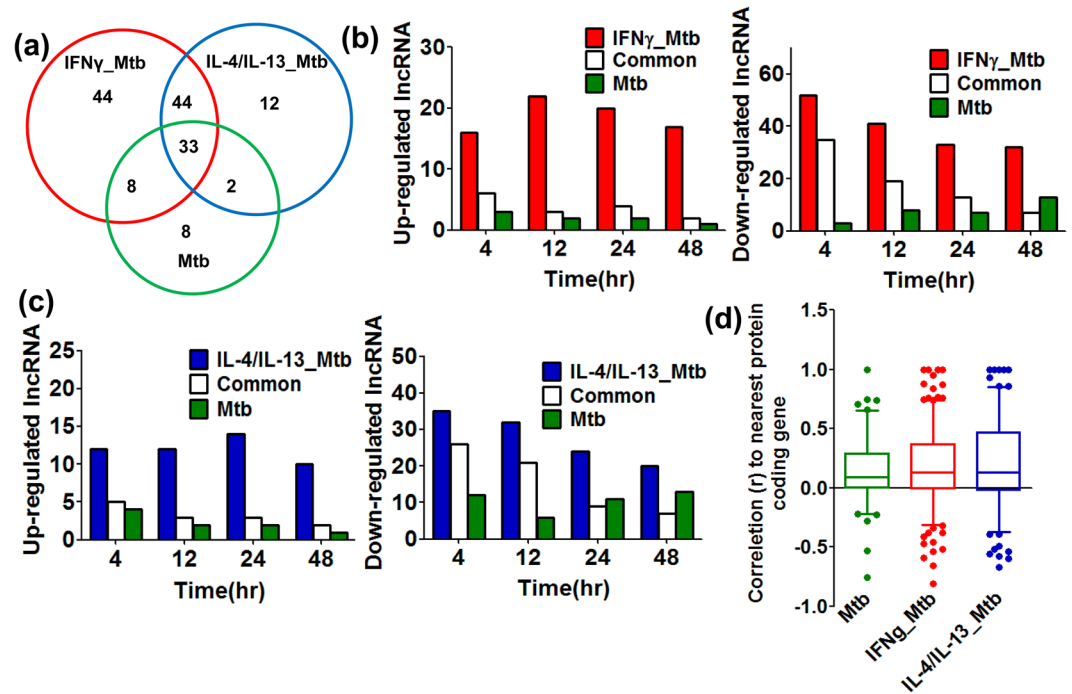 (a)
IFNγ_Mtb
IL-4/IL-13_Mtb
44
44
12
33
8
2
8
Mtb
(b)
Up-regulated lncRNA
30
20
10
0
IFNγ_Mtb
Common
Mtb
4 12 24 48
Time(hr)
Down-regulated lncRNA
60
40
20
0
IFNγ_Mtb
Common
Mtb
4 12 24 48
Time(hr)
(c)
Up-regulated lncRNA
25
20
15
10
5
0
IL-4/IL-13_Mtb
Common
Mtb
4 12 24 48
Time(hr)
Down-regulated lncRNA
50
40
30
20
10
0
IL-4/IL-13_Mtb
Common
Mtb
4 12 24 48
Time(hr)
(d)
Correletion (r) to nearest protein
coding gene
1.5
1.0
0.5
0.0
-0.5
-1.0
Mtb
IFNg_Mtb
IL-4/IL-13_Mtb